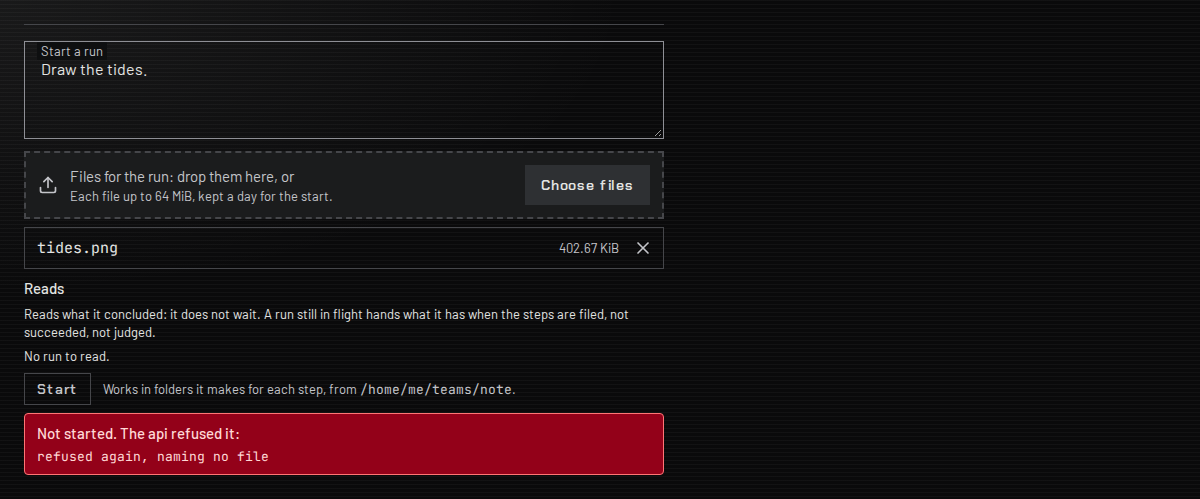 Start a run
Draw the tides.
Files for the run: drop them here, or
Each file up to 64 MiB, kept a day for the start.
Choose files
tides.png
402.67 KiB
Reads
Reads what it concluded: it does not wait. A run still in flight hands what it has when the steps are filed, not
succeeded, not judged.
No run to read.
Start
Works in folders it makes for each step, from /home/me/teams/note.
Not started. The api refused it:
refused again, naming no file